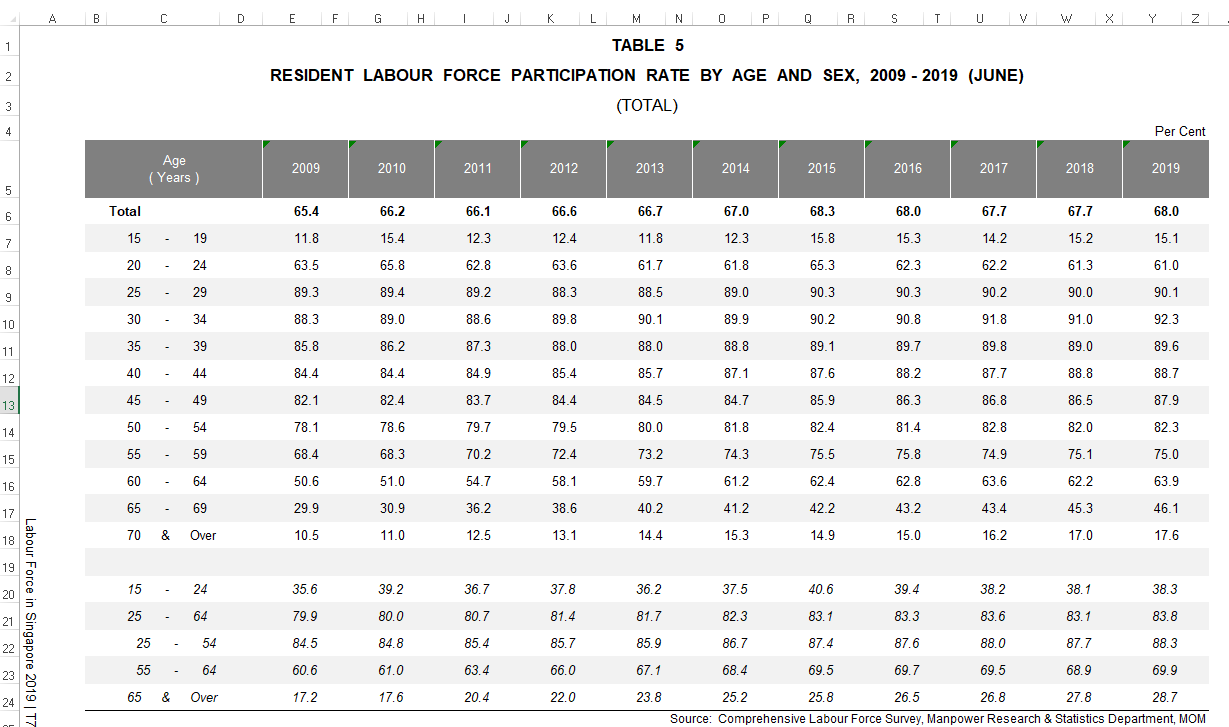 A B C D E F G H I J K L M N O P Q R S T U V W X Y Z
1 TABLE 5
2 RESIDENT LABOUR FORCE PARTICIPATION RATE BY AGE AND SEX, 2009 - 2019 (JUNE)
3 (TOTAL)
4 Per Cent
Age
( Years )
5 2009 2010 2011 2012 2013 2014 2015 2016 2017 2018 2019
6 Total 65.4 66.2 66.1 66.6 66.7 67.0 68.3 68.0 67.7 67.7 68.0
7 15 - 19 11.8 15.4 12.3 12.4 11.8 12.3 15.8 15.3 14.2 15.2 15.1
8 20 - 24 63.5 65.8 62.8 63.6 61.7 61.8 65.3 62.3 62.2 61.3 61.0
9 25 - 29 89.3 89.4 89.2 88.3 88.5 89.0 90.3 90.3 90.2 90.0 90.1
10 30 - 34 88.3 89.0 88.6 89.8 90.1 89.9 90.2 90.8 91.8 91.0 92.3
11 35 - 39 85.8 86.2 87.3 88.0 88.0 88.8 89.1 89.7 89.8 89.0 89.6
12 40 - 44 84.4 84.4 84.9 85.4 85.7 87.1 87.6 88.2 87.7 88.8 88.7
13 45 - 49 82.1 82.4 83.7 84.4 84.5 84.7 85.9 86.3 86.8 86.5 87.9
14 50 - 54 78.1 78.6 79.7 79.5 80.0 81.8 82.4 81.4 82.8 82.0 82.3
15 55 - 59 68.4 68.3 70.2 72.4 73.2 74.3 75.5 75.8 74.9 75.1 75.0
16 60 - 64 50.6 51.0 54.7 58.1 59.7 61.2 62.4 62.8 63.6 62.2 63.9
17 65 - 69 29.9 30.9 36.2 38.6 40.2 41.2 42.2 43.2 43.4 45.3 46.1
18 70 & Over 10.5 11.0 12.5 13.1 14.4 15.3 14.9 15.0 16.2 17.0 17.6
19
20 15 - 24 35.6 39.2 36.7 37.8 36.2 37.5 40.6 39.4 38.2 38.1 38.3
21 25 - 64 79.9 80.0 80.7 81.4 81.7 82.3 83.1 83.3 83.6 83.1 83.8
22 25 - 54 84.5 84.8 85.4 85.7 85.9 86.7 87.4 87.6 88.0 87.7 88.3
23 55 - 64 60.6 61.0 63.4 66.0 67.1 68.4 69.5 69.7 69.5 68.9 69.9
24 65 & Over 17.2 17.6 20.4 22.0 23.8 25.2 25.8 26.5 26.8 27.8 28.7
Source: Comprehensive Labour Force Survey, Manpower Research & Statistics Department, MOM
Labour Force in Singapore 2019 |